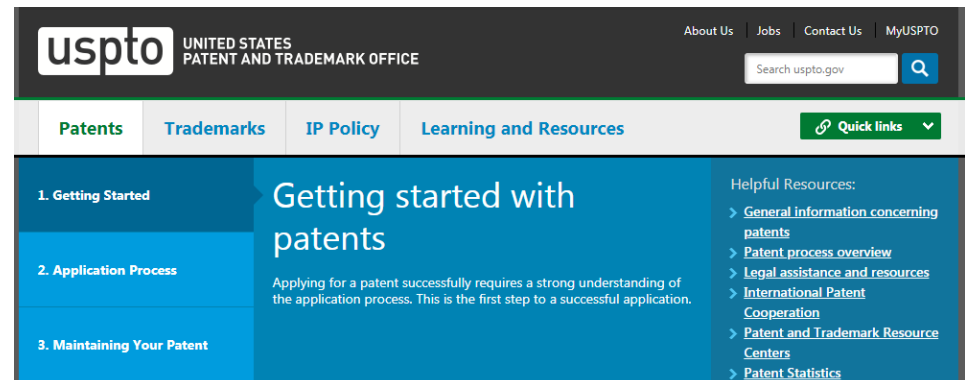 About Us Jobs Contact Us MyUSPTO
uspto UNITED STATES
PATENT AND TRADEMARK OFFICE
Search uspto.gov
Patents Trademarks IP Policy Learning and Resources Quick links
1. Getting Started
2. Application Process
3. Maintaining Your Patent
Getting started with
patents
Applying for a patent successfully requires a strong understanding of
the application process. This is the first step to a successful application.
Helpful Resources:
General information concerning
patents
Patent process overview
Legal assistance and resources
International Patent
Cooperation
Patent and Trademark Resource
Centers
Patent Statistics